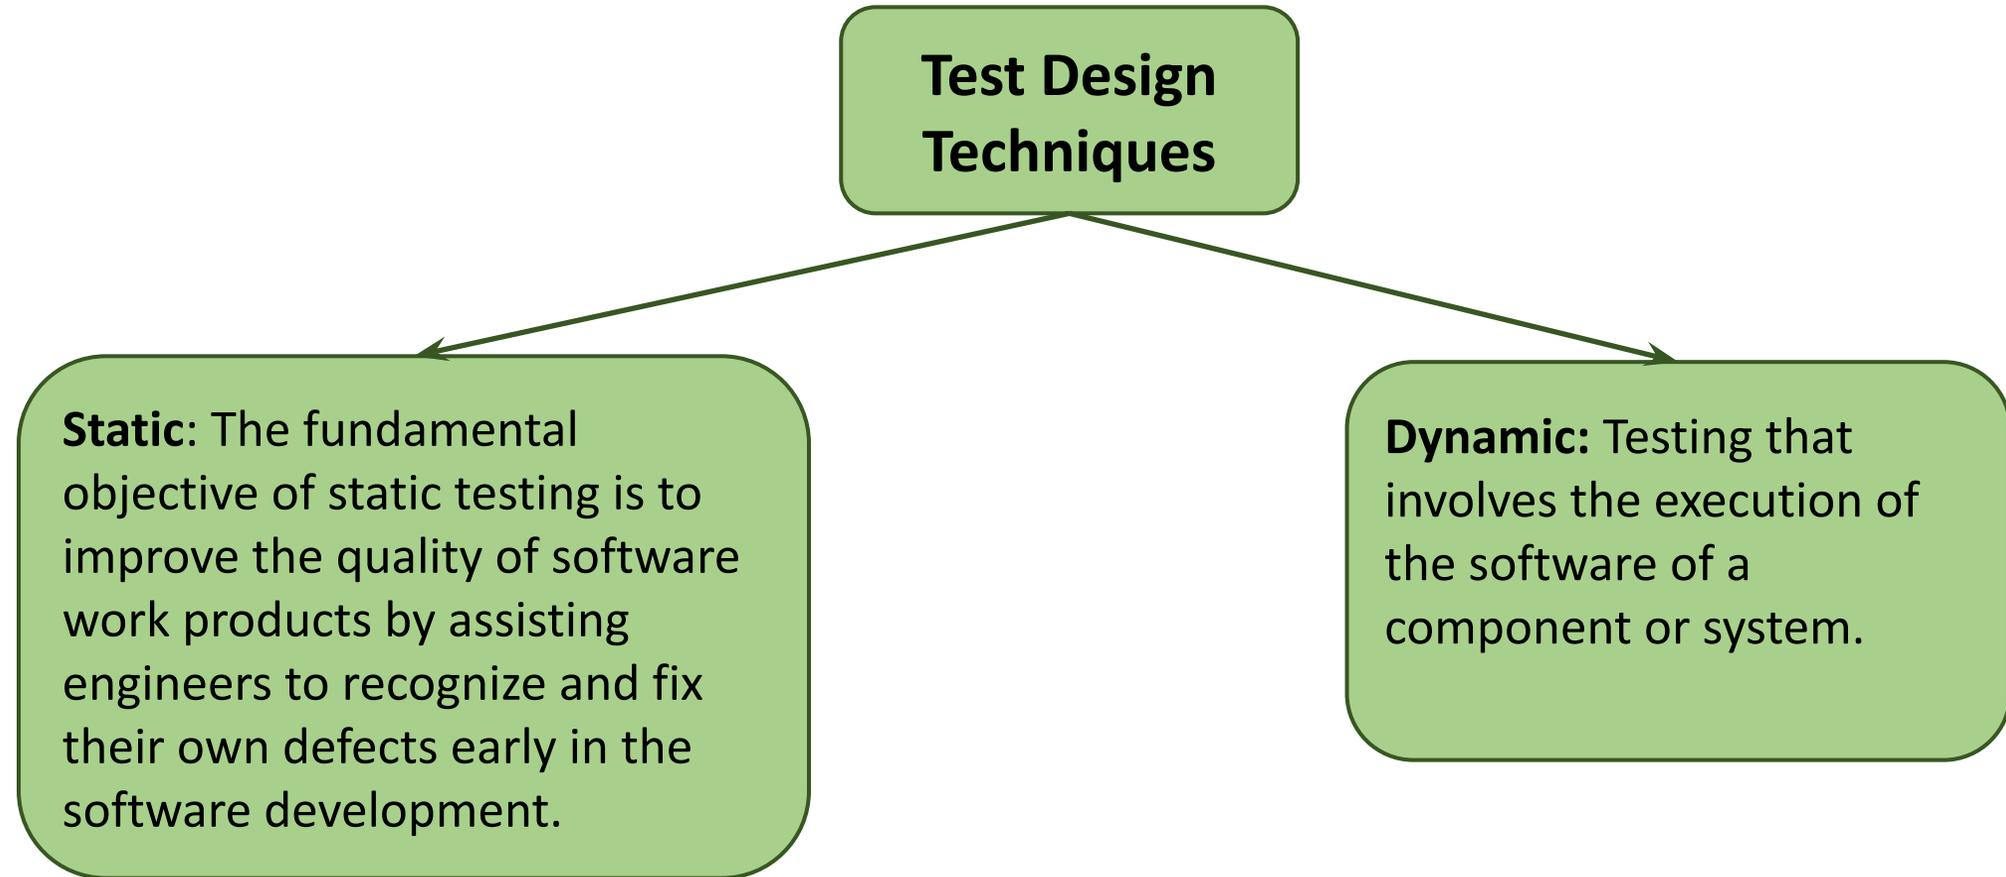 Test Design
Techniques
Static: The fundamental
objective of static testing is to
improve the quality of software
work products by assisting
engineers to recognize and fix
their own defects early in the
software development.
Dynamic: Testing that
involves the execution of
the software of a
component or system.